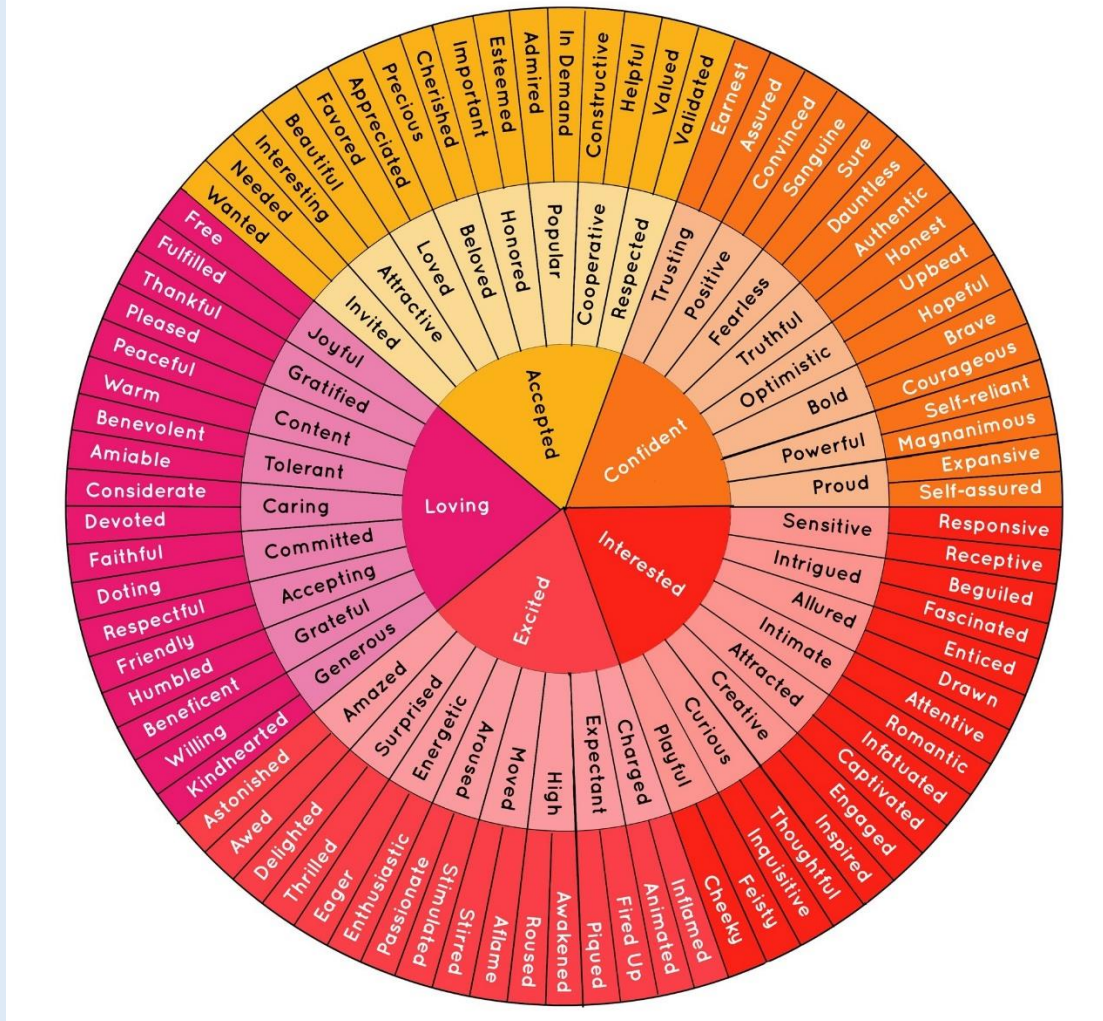 Accepted
Confident
Interested
Excited
Loving
Invited
Attractive
Loved
Beloved
Honored
Popular
Cooperative
Respected
Trusting
Positive
Fearless
Truthful
Optimistic
Bold
Powerful
Proud
Sensitive
Intrigued
Allured
Intimate
Attracted
Creative
Curious
Playful
Charged
Expectant
High
Moved
Aroused
Energetic
Surprised
Amazed
Generous
Grateful
Accepting
Committed
Caring
Tolerant
Content
Gratified
Joyful
Wanted
Needed
Interesting
Beautiful
Favored
Appreciated
Precious
Cherished
Important
Esteemed
Admired
In Demand
Constructive
Helpful
Valued
Validated
Earnest
Assured
Convinced
Sanguine
Sure
Dauntless
Authentic
Honest
Upbeat
Hopeful
Brave
Courageous
Self-reliant
Magnanimous
Expansive
Self-assured
Responsive
Receptive
Beguiled
Fascinated
Enticed
Drawn
Attentive
Romantic
Infatuated
Captivated
Engaged
Inspired
Thoughtful
Inquisitive
Feisty
Cheeky
Inflamed
Animated
Fired Up
Piqued
Awakened
Roused
Aflame
Stirred
Stimulated
Passionate
Enthusiastic
Eager
Thrilled
Delighted
Awed
Astonished
Kindhearted
Willing
Beneficent
Humbled
Friendly
Respectful
Doting
Faithful
Devoted
Considerate
Amiable
Benevolent
Warm
Peaceful
Pleased
Thankful
Fulfilled
Free